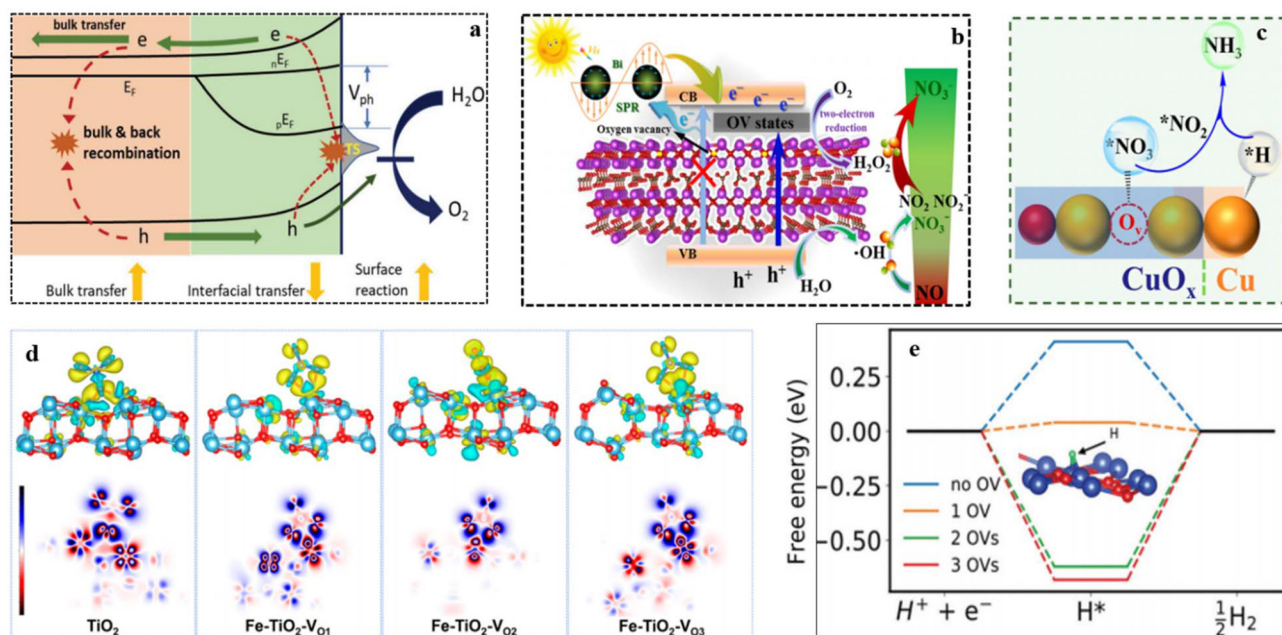 a
bulk transfer
e
e
nEF
EF
Vph
pEF
H2O
bulk & back
recombination
TS
O2
h
h
Bulk transfer
Interfacial transfer
Surface
reaction
b
Bi
SPR
CB
e-
e-
e-
e-
O2
OV states
two-electron
reduction
Oxygen vacancy
H2O2
NO3-
NO2 NO2-
NO3-
VB
·OH
h+
h+
H2O
NO
c
NH3
*NO2
*NO3
*H
Ov
CuOx
Cu
d
TiO2
Fe-TiO2-VO1
Fe-TiO2-VO2
Fe-TiO2-VO3
e
Free energy (eV)
0.25
0.00
−0.25
−0.50
H
no OV
1 OV
2 OVs
3 OVs
H+ + e−
H*
1/2H2